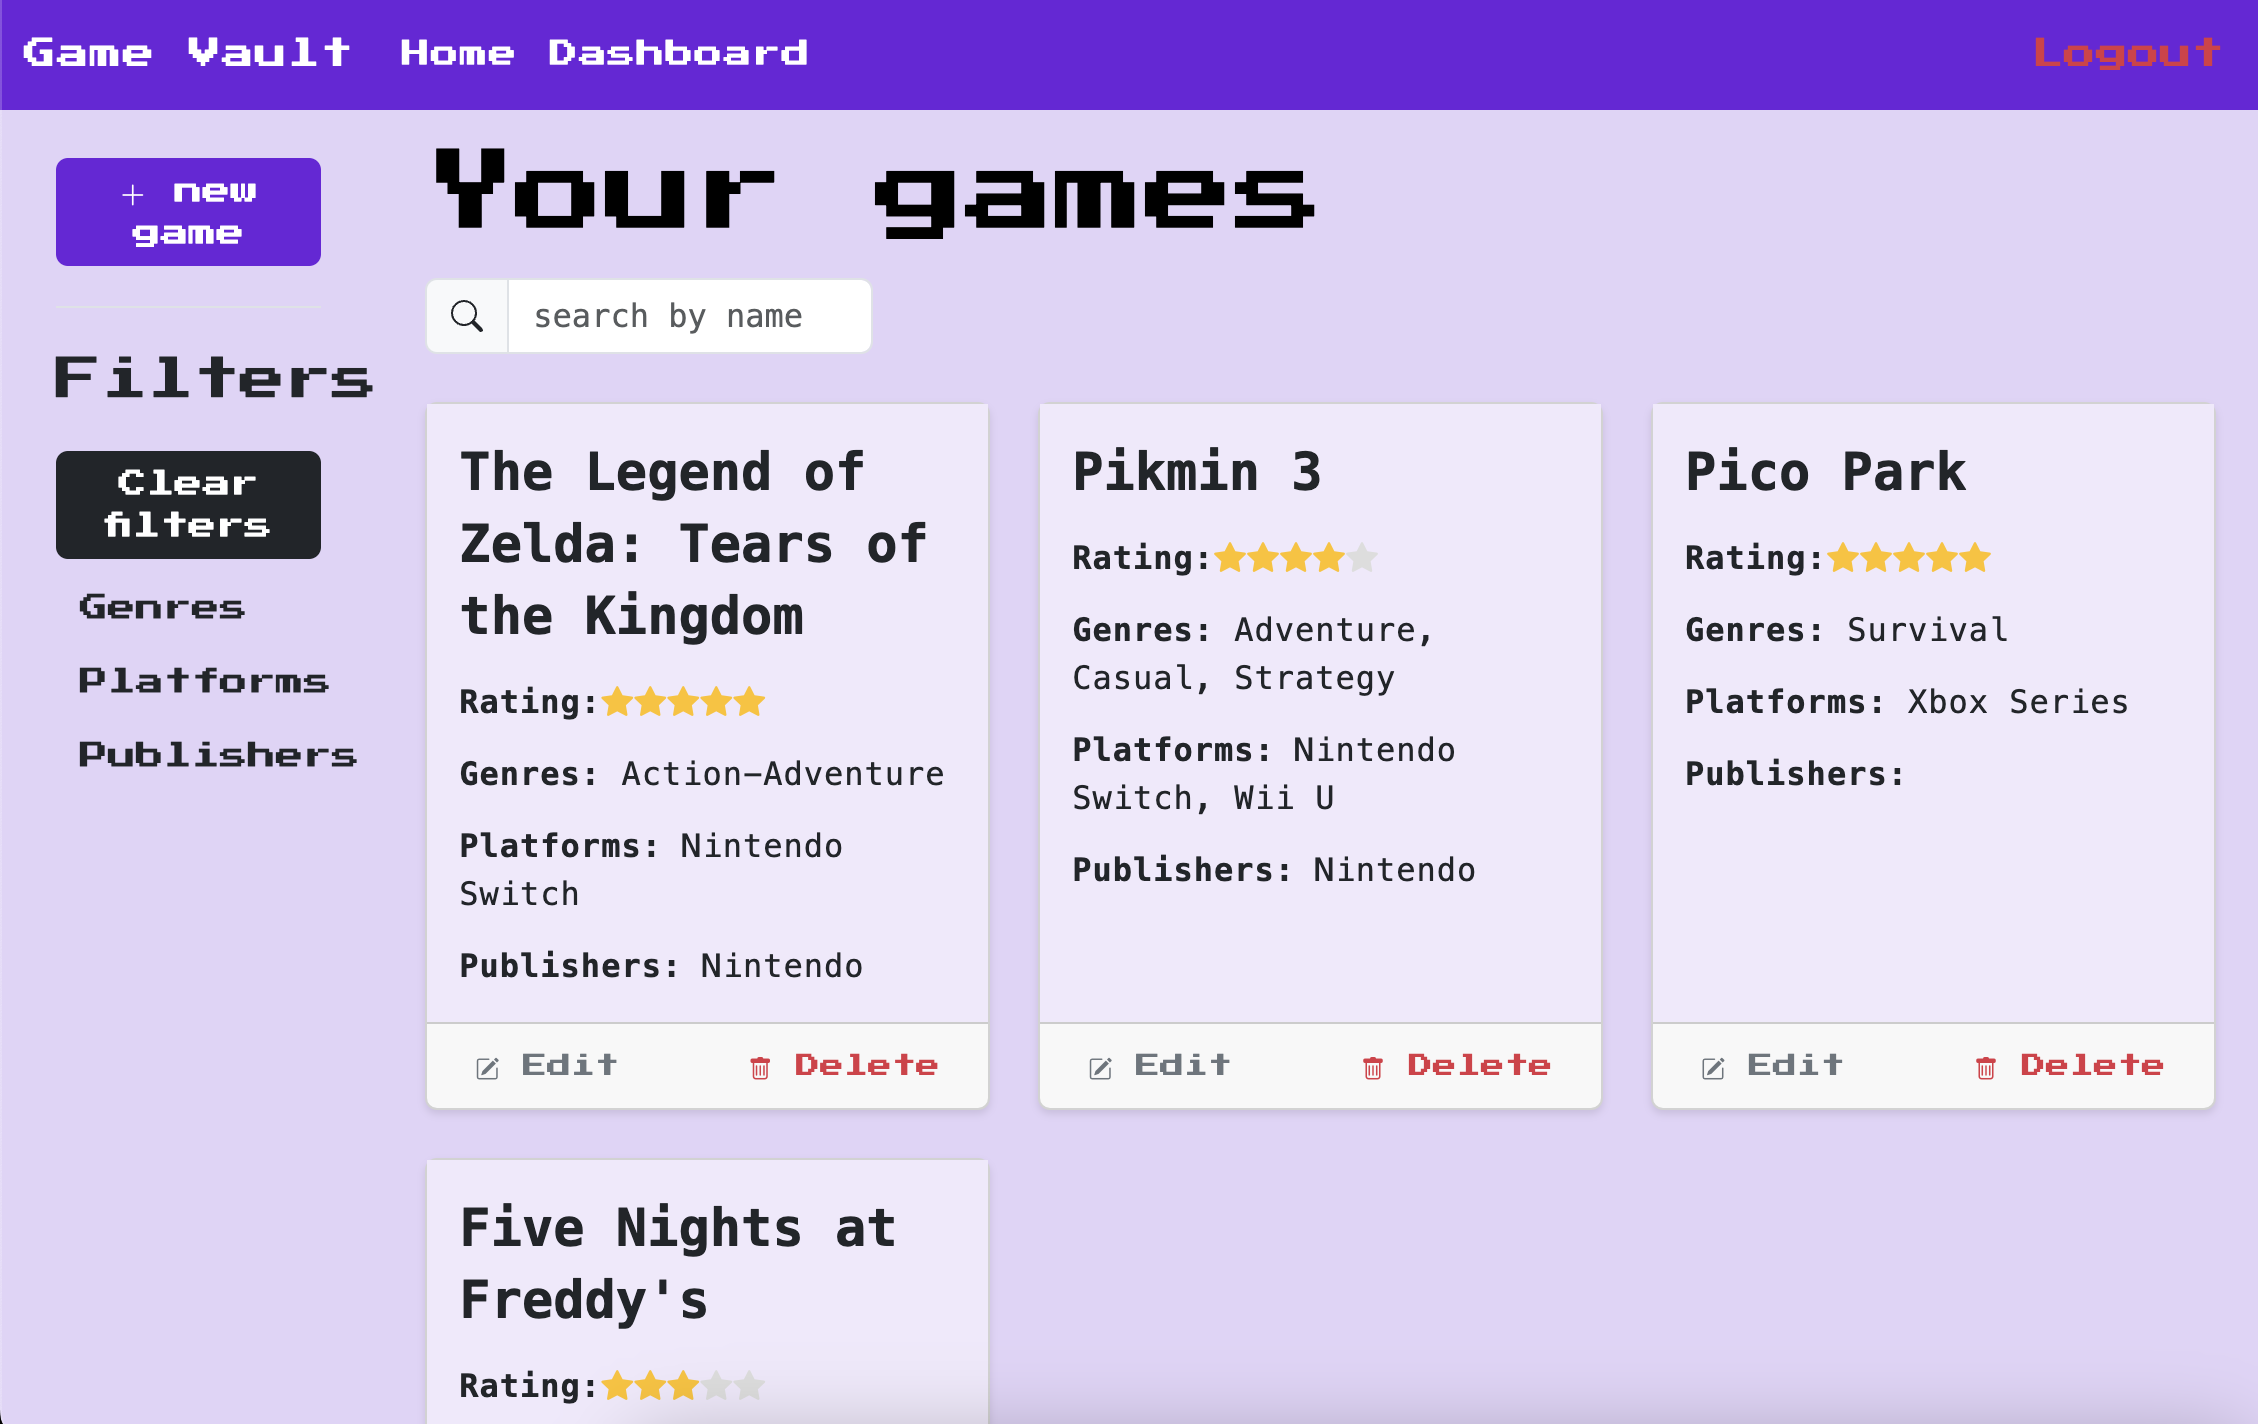 Game Vault Home Dashboard Logout
+ new
game
Filters
Clear
filters
Genres
Platforms
Publishers
Your games
search by name
The Legend of
Zelda: Tears of
the Kingdom
Rating:
Genres: Action-Adventure
Platforms: Nintendo
Switch
Publishers: Nintendo
Edit Delete
Pikmin 3
Rating:
Genres: Adventure,
Casual, Strategy
Platforms: Nintendo
Switch, Wii U
Publishers: Nintendo
Edit Delete
Pico Park
Rating:
Genres: Survival
Platforms: Xbox Series
Publishers:
Edit Delete
Five Nights at
Freddy's
Rating: